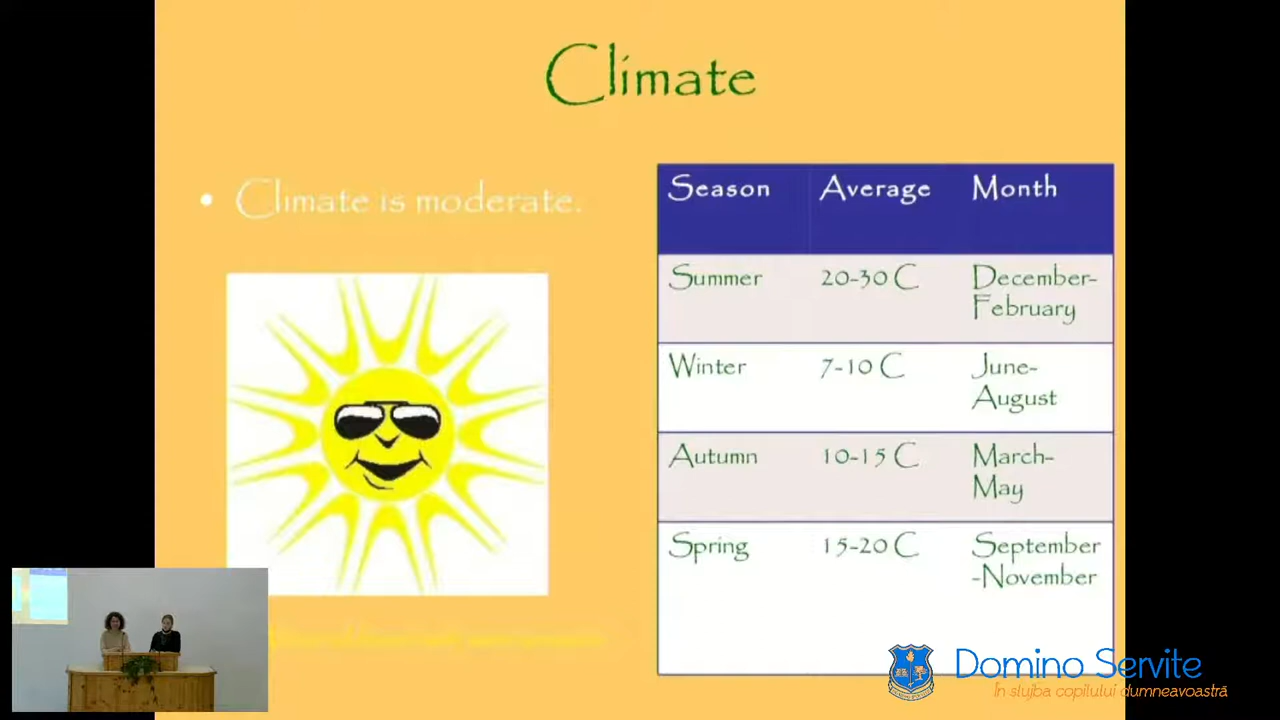 Climate
• Climate is moderate.
Season Average Month
Summer 20-30 C December-
February
Winter 7-10 C June-
August
Autumn 10-15 C March-
May
Spring 15-20 C September
-November
Domino Servite
În slujba copilului dumneavoastră